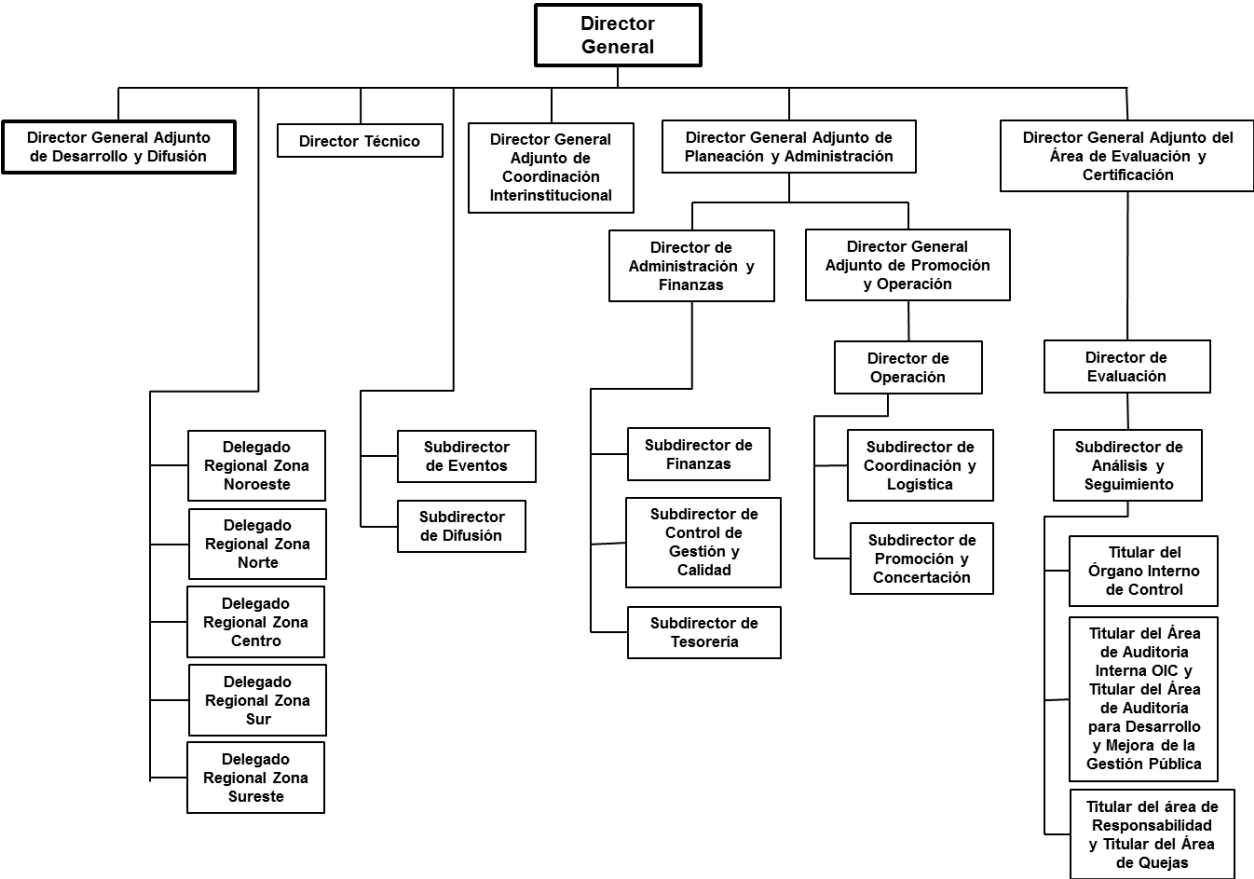 Director
General
Director General Adjunto
de Desarrollo y Difusión
Director Técnico
Director General
Adjunto de
Coordinación
Interinstitucional
Director General Adjunto de
Planeación y Administración
Director General Adjunto del
Área de Evaluación y
Certificación
Director de
Administración y
Finanzas
Director General
Adjunto de Promoción
y Operación
Director de
Operación
Director de
Evaluación
Delegado
Regional Zona
Noroeste
Delegado
Regional Zona
Norte
Delegado
Regional Zona
Centro
Delegado
Regional Zona
Sur
Delegado
Regional Zona
Sureste
Subdirector
de Eventos
Subdirector
de Difusión
Subdirector de
Finanzas
Subdirector de
Control de
Gestión y
Calidad
Subdirector de
Tesorería
Subdirector de
Coordinación y
Logística
Subdirector de
Promoción y
Concertación
Subdirector de
Análisis y
Seguimiento
Titular del
Órgano Interno
de Control
Titular del Área
de Auditoria
Interna OIC y
Titular del Área
de Auditoría
para Desarrollo
y Mejora de la
Gestión Pública
Titular del área de
Responsabilidad
y Titular del Área
de Quejas